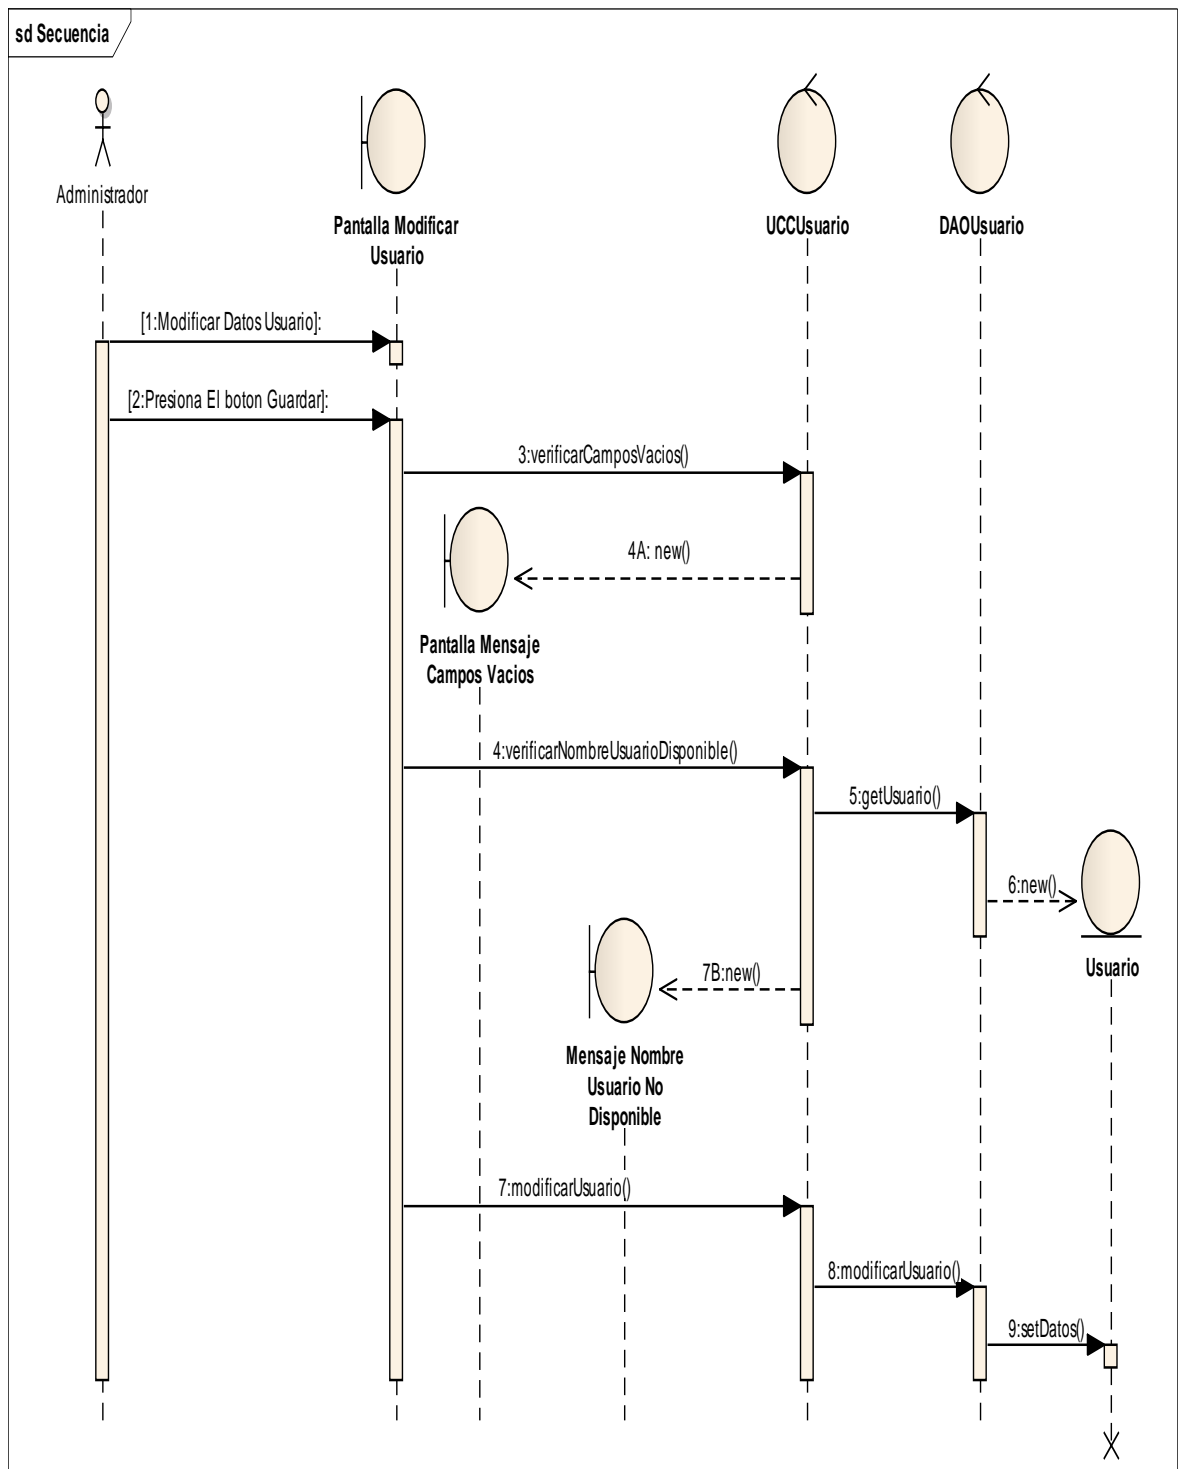 sd Secuencia
Administrador
Pantalla Modificar
Usuario
UCCUsuario
DAOUsuario
[1:Modificar Datos Usuario]:
[2:Presiona El boton Guardar]:
3:verificarCamposVacios()
4A: new()
Pantalla Mensaje
Campos Vacios
4:verificarNombreUsuarioDisponible()
5:getUsuario()
6:new()
Usuario
7B:new()
Mensaje Nombre
Usuario No
Disponible
7:modificarUsuario()
8:modificarUsuario()
9:setDatos()